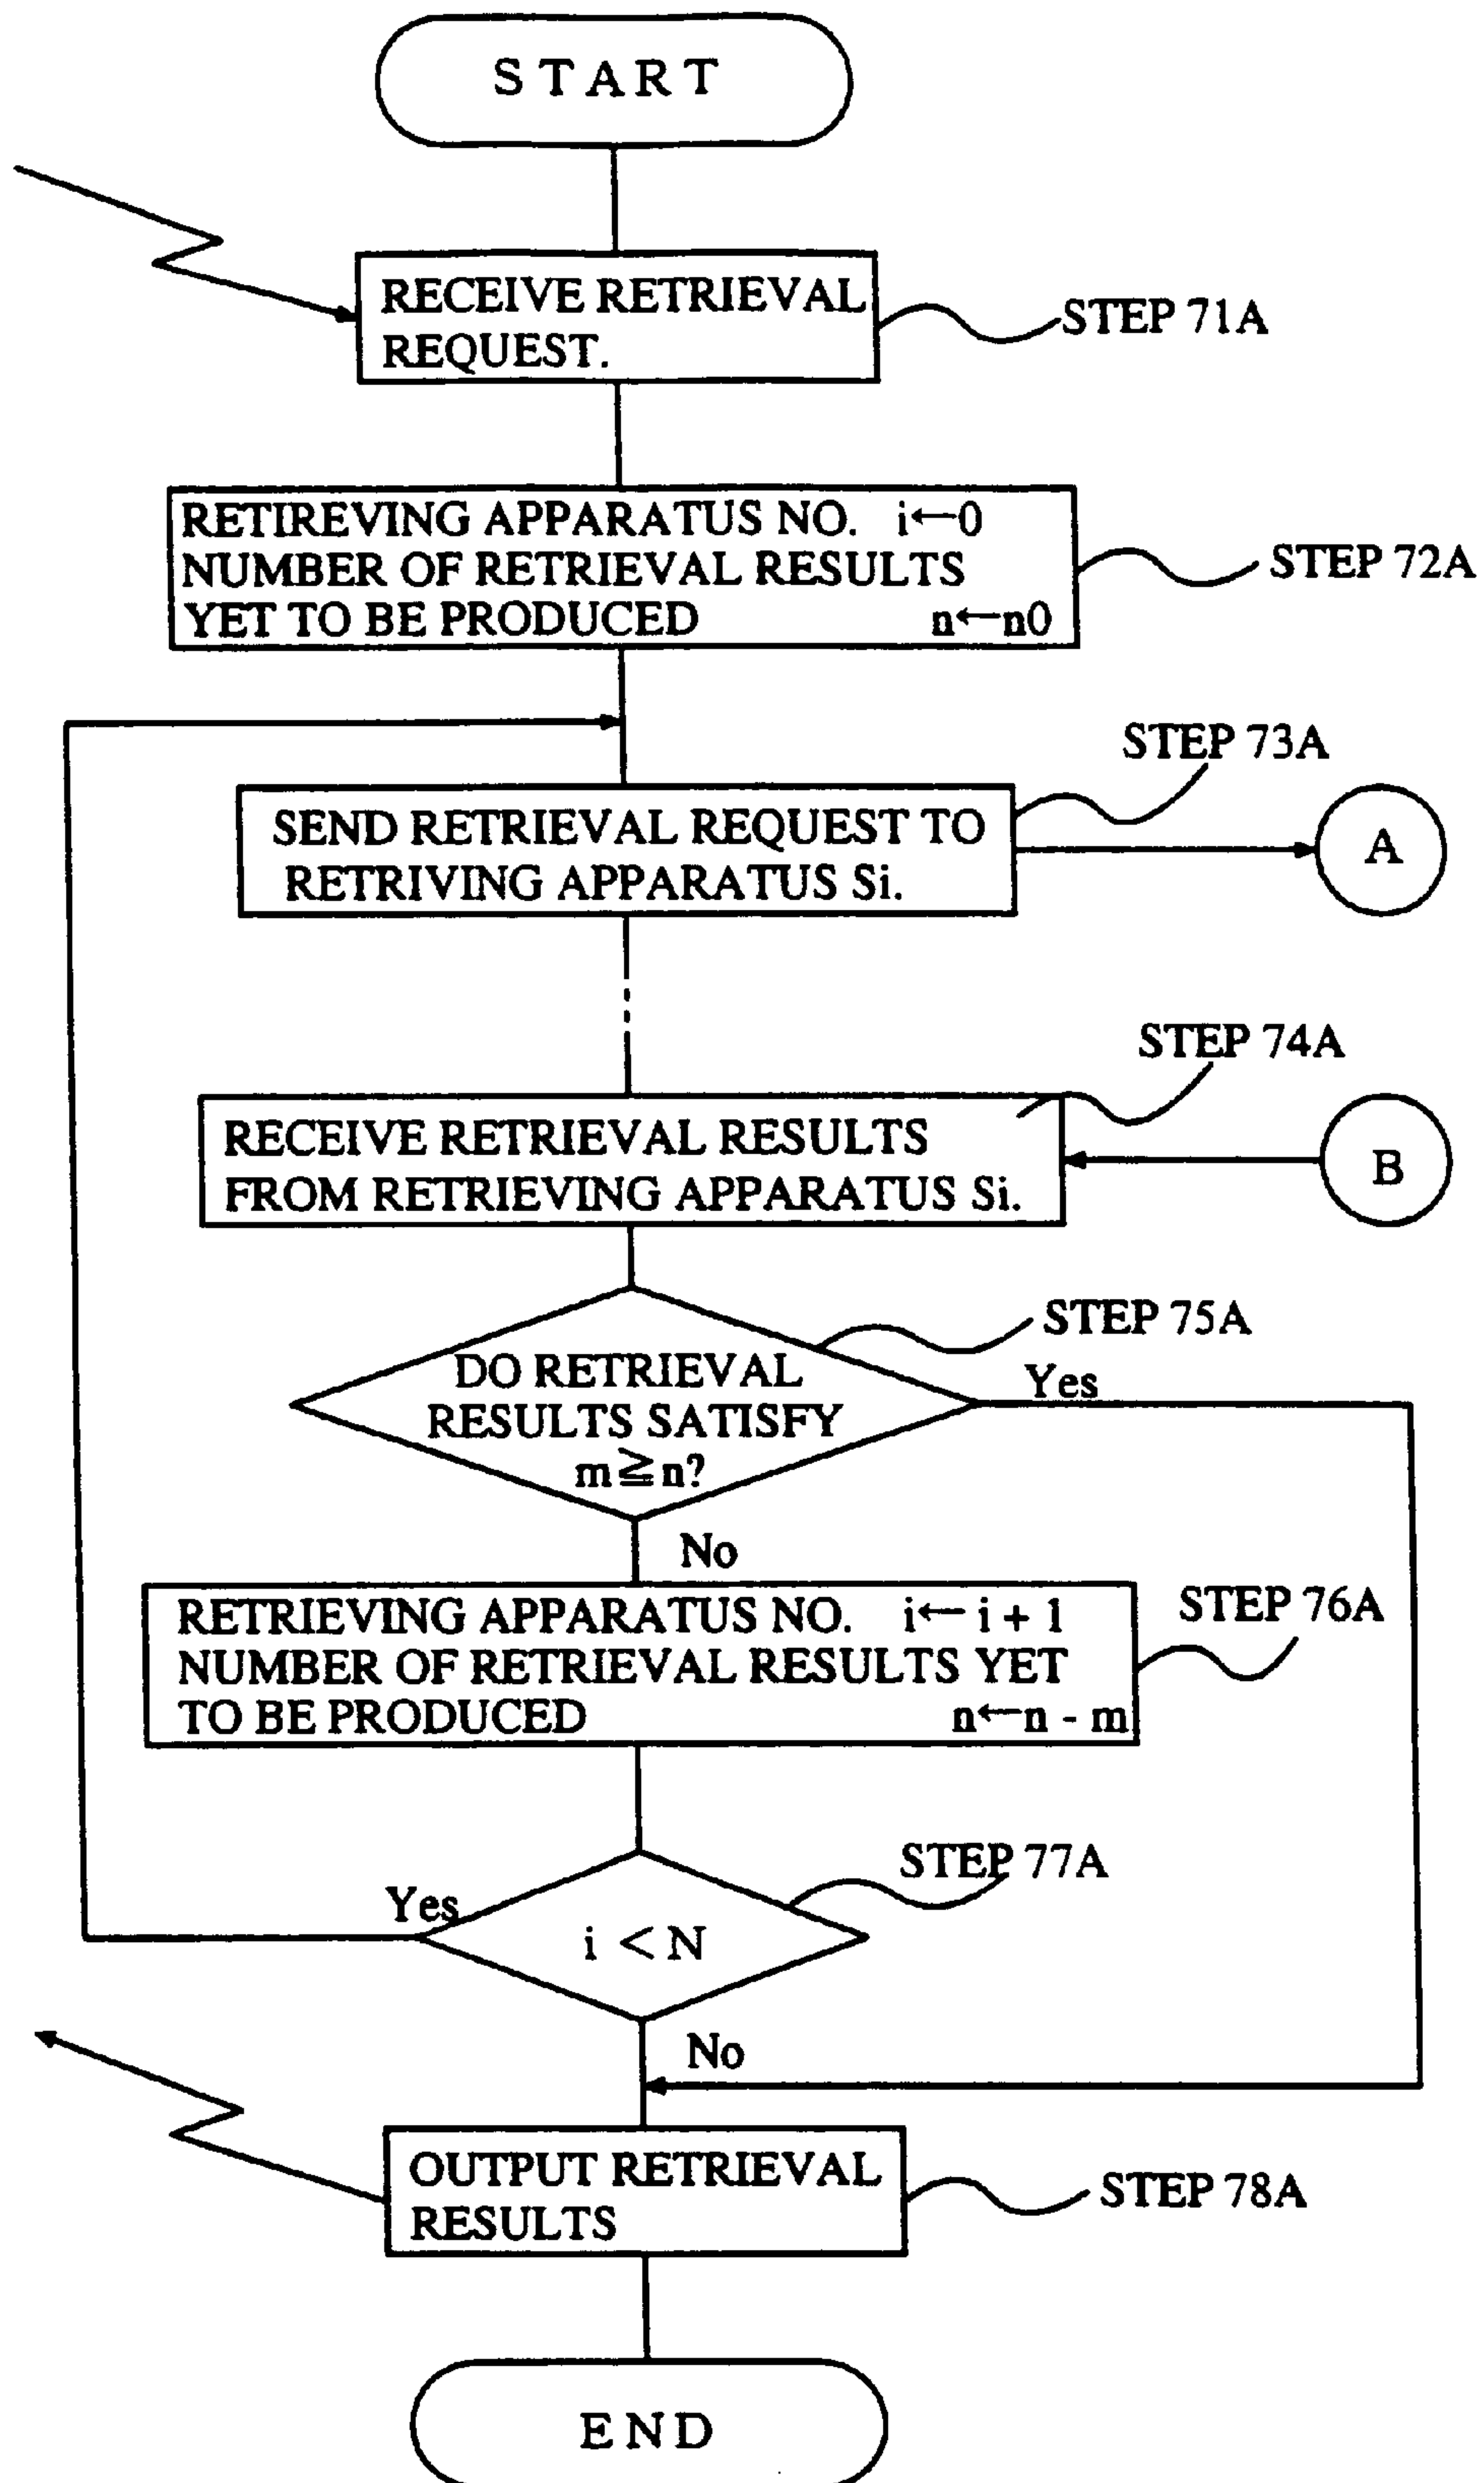 START
RECEIVE RETRIEVAL
REQUEST.
STEP 71A
RETIREVING APPARATUS NO. i←0
NUMBER OF RETRIEVAL RESULTS
YET TO BE PRODUCED n←n0
STEP 72A
STEP 73A
SEND RETRIEVAL REQUEST TO
RETRIVING APPARATUS Si.
A
STEP 74A
RECEIVE RETRIEVAL RESULTS
FROM RETRIEVING APPARATUS Si.
B
STEP 75A
DO RETRIEVAL
RESULTS SATISFY
m≧n?
Yes
No
RETRIEVING APPARATUS NO. i←i + 1
NUMBER OF RETRIEVAL RESULTS YET
TO BE PRODUCED n←n - m
STEP 76A
STEP 77A
Yes
i < N
No
OUTPUT RETRIEVAL
RESULTS
STEP 78A
END